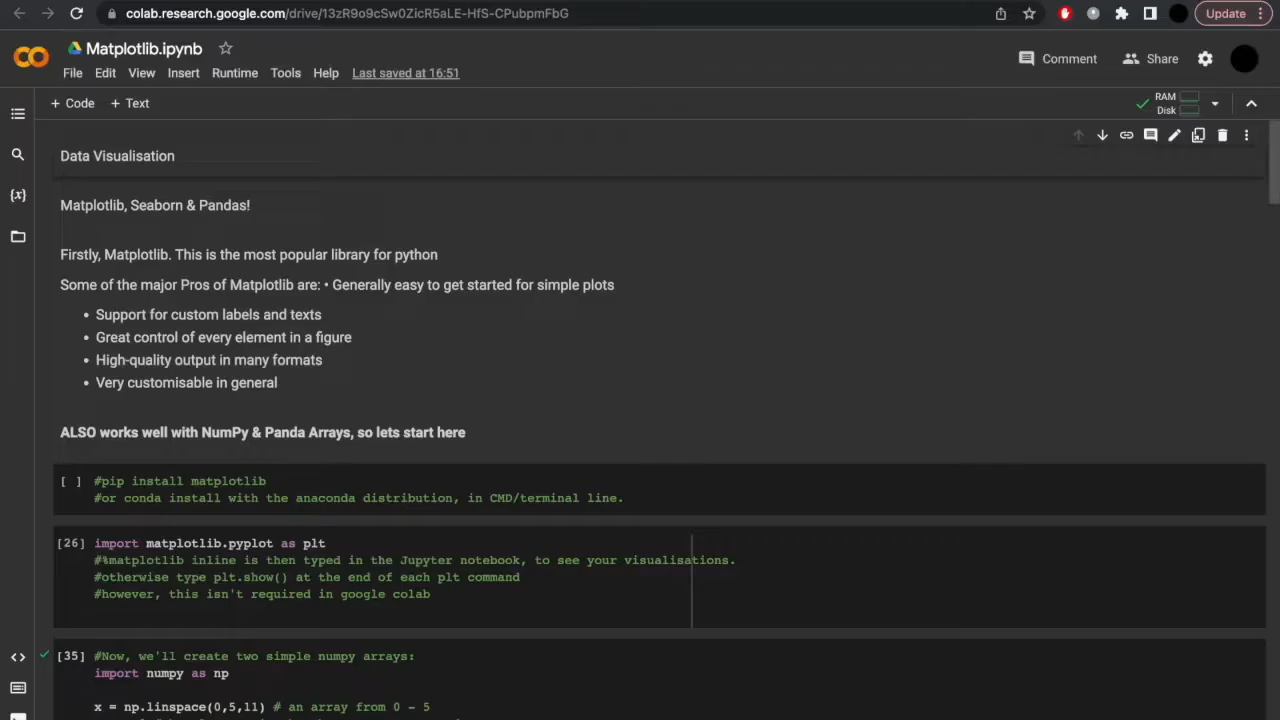 colab.research.google.com/drive/13zR9o9cSw0ZicR5aLE-HfS-CPubpmFbG
Update
Matplotlib.ipynb
File Edit View Insert Runtime Tools Help Last saved at 16:51
Comment
Share
+ Code + Text
RAM
Disk
Data Visualisation
Matplotlib, Seaborn & Pandas!
Firstly, Matplotlib. This is the most popular library for python
Some of the major Pros of Matplotlib are: • Generally easy to get started for simple plots
• Support for custom labels and texts
• Great control of every element in a figure
• High-quality output in many formats
• Very customisable in general
ALSO works well with NumPy & Panda Arrays, so lets start here
[ ] #pip install matplotlib
#or conda install with the anaconda distribution, in CMD/terminal line.
[26] import matplotlib.pyplot as plt
#%matplotlib inline is then typed in the Jupyter notebook, to see your visualisations.
#otherwise type plt.show() at the end of each plt command
#however, this isn't required in google colab
[35] #Now, we'll create two simple numpy arrays:
import numpy as np
x = np.linspace(0,5,11) # an array from 0 - 5